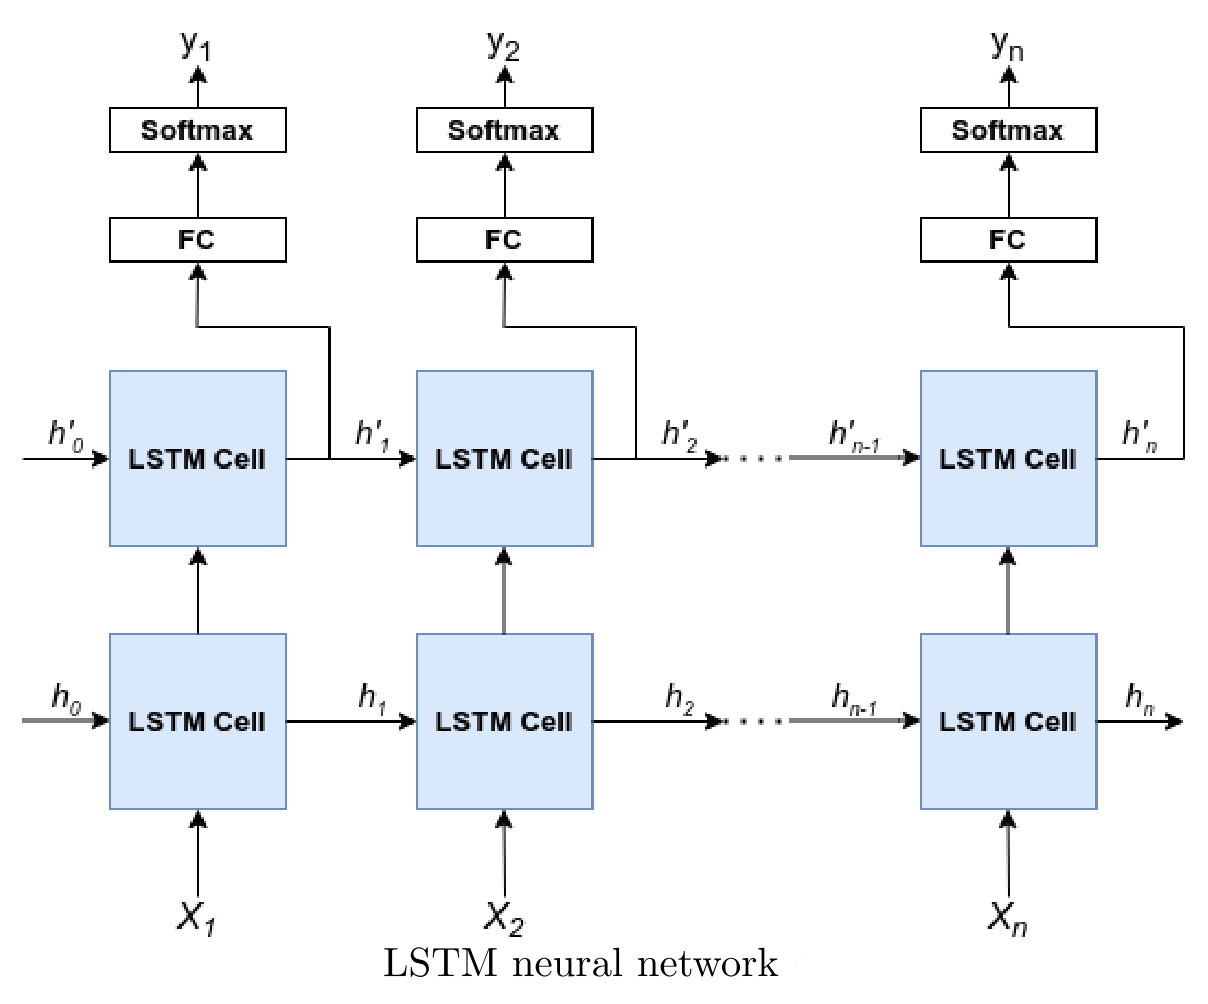 y1 y2 yn
Softmax Softmax Softmax
FC FC FC
h'0 h'1 h'2 h'n-1 h'n
LSTM Cell LSTM Cell . . . . LSTM Cell
h0 h1 h2 hn-1 hn
LSTM Cell LSTM Cell . . . . LSTM Cell
X1 X2 Xn
LSTM neural network